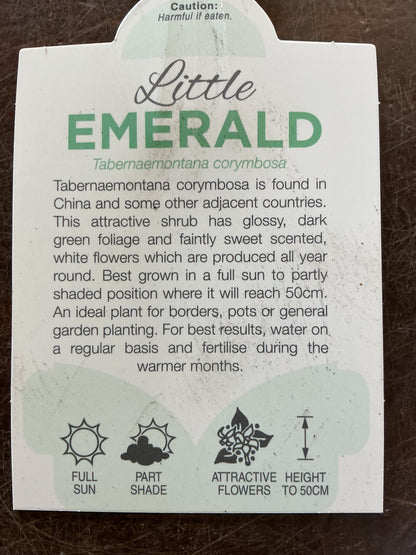 Caution:
Harmful if eaten.
Little
EMERALD
Tabernaemontana corymbosa
Tabernaemontana corymbosa is found in
China and some other adjacent countries.
This attractive shrub has glossy, dark
green foliage and faintly sweet scented,
white flowers which are produced all year
round. Best grown in a full sun to partly
shaded position where it will reach 50cm.
An ideal plant for borders, pots or general
garden planting. For best results, water on
a regular basis and fertilise during the
warmer months.
FULL SUN
PART SHADE
ATTRACTIVE FLOWERS
HEIGHT TO 50CM